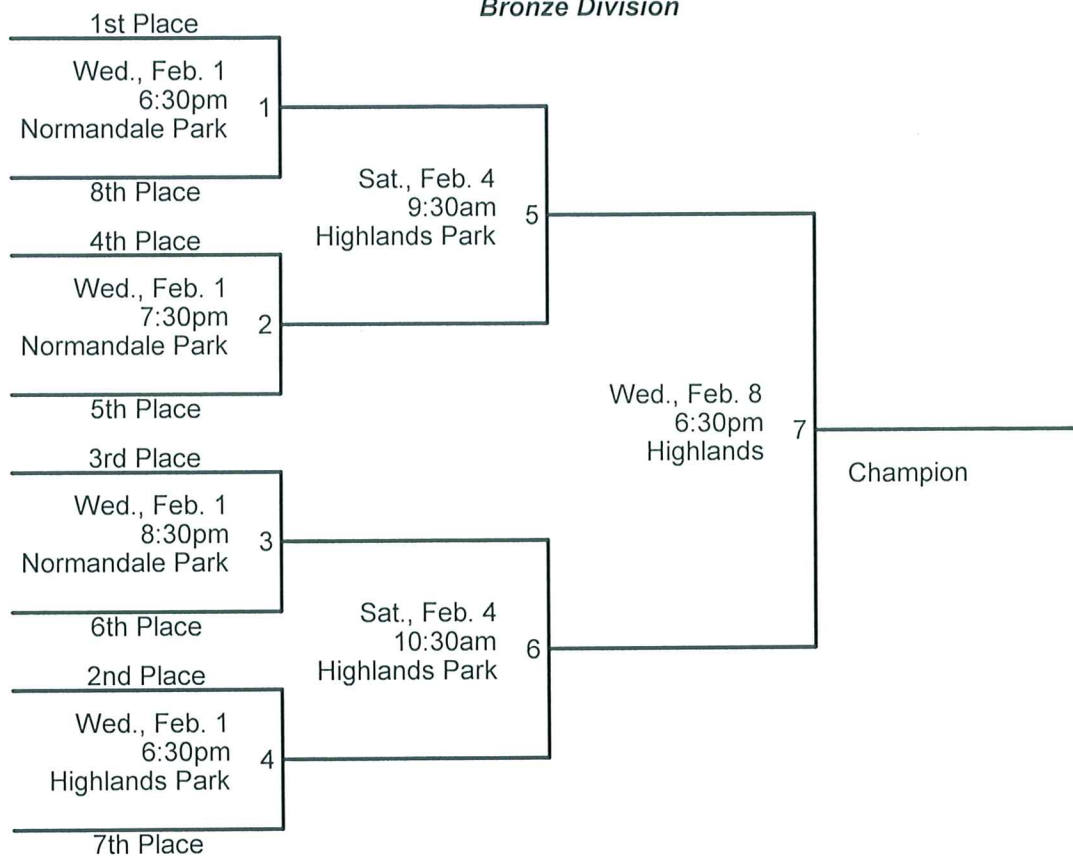 Bronze Division
1st Place
Wed., Feb. 1
6:30pm
1
Normandale Park
8th Place
4th Place
Wed., Feb. 1
7:30pm
2
Normandale Park
5th Place
3rd Place
Wed., Feb. 1
8:30pm
3
Normandale Park
6th Place
2nd Place
Wed., Feb. 1
6:30pm
4
Highlands Park
7th Place
Sat., Feb. 4
9:30am
5
Highlands Park
Sat., Feb. 4
10:30am
6
Highlands Park
Wed., Feb. 8
6:30pm
7
Highlands
Champion